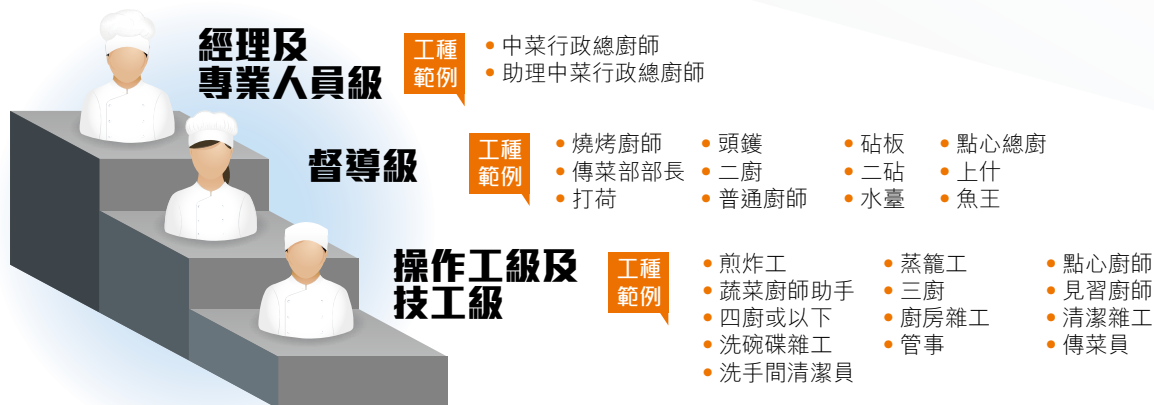 經理及
專業人員級
工種
範例
• 中菜行政總廚師
• 助理中菜行政總廚師
督導級
工種
範例
• 燒烤廚師 • 頭鑊 • 砧板 • 點心總廚
• 傳菜部部長 • 二廚 • 二砧 • 上什
• 打荷 • 普通廚師 • 水臺 • 魚王
操作工級及
技工級
工種
範例
• 煎炸工 • 蒸籠工 • 點心廚師
• 蔬菜廚師助手 • 三廚 • 見習廚師
• 四廚或以下 • 廚房雜工 • 清潔雜工
• 洗碗碟雜工 • 管事 • 傳菜員
• 洗手間清潔員